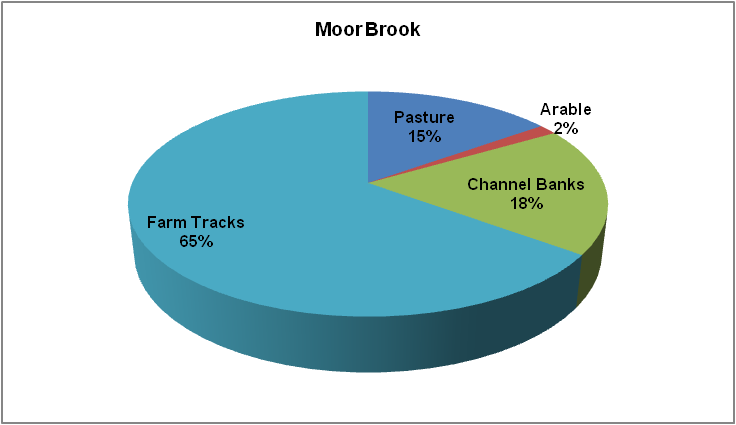 Moor Brook
Pasture
15%
Arable
2%
Channel Banks
18%
Farm Tracks
65%